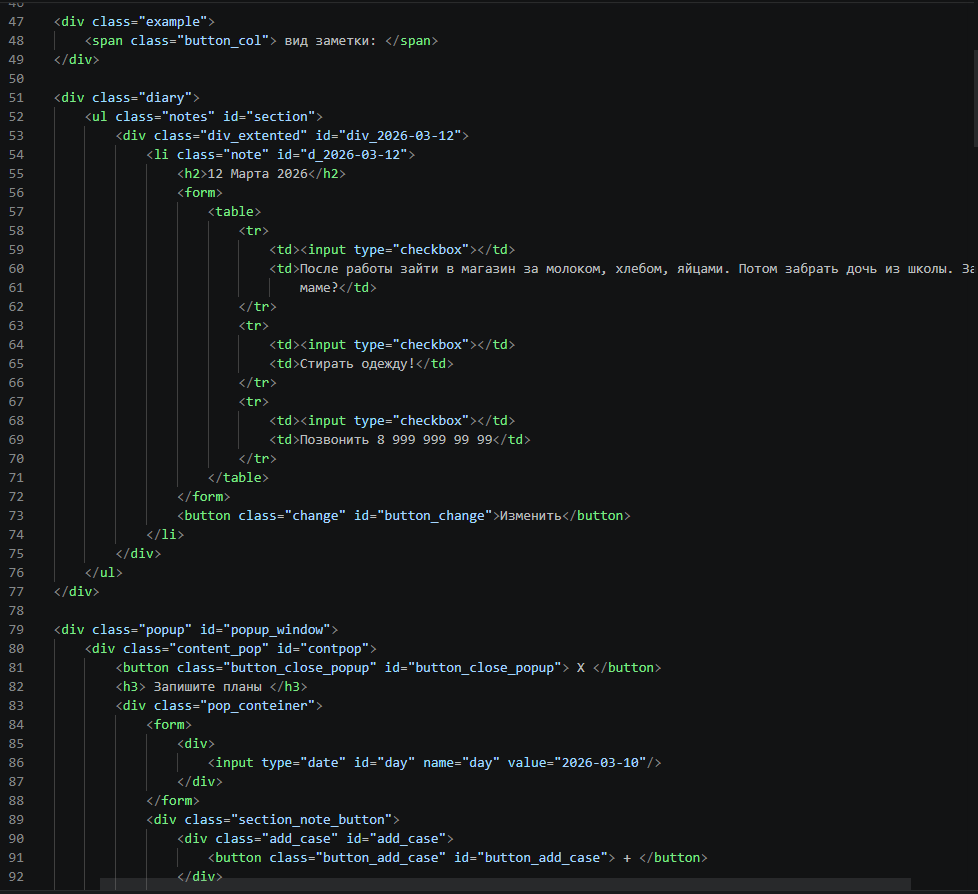 47 <div class="example">
48 <span class="button_col"> вид заметки: </span>
49 </div>
50
51 <div class="diary">
52 <ul class="notes" id="section">
53 <div class="div_extented" id="div_2026-03-12">
54 <li class="note" id="d_2026-03-12">
55 <h2>12 Марта 2026</h2>
56 <form>
57 <table>
58 <tr>
59 <td><input type="checkbox"></td>
60 <td>После работы зайти в магазин за молоком, хлебом, яйцами. Потом забрать дочь из школы.
61 маме?</td>
62 </tr>
63 <tr>
64 <td><input type="checkbox"></td>
65 <td>Стирать одежду!</td>
66 </tr>
67 <tr>
68 <td><input type="checkbox"></td>
69 <td>Позвонить 8 999 999 99 99</td>
70 </tr>
71 </table>
72 </form>
73 <button class="change" id="button_change">Изменить</button>
74 </li>
75 </div>
76 </ul>
77 </div>
78
79 <div class="popup" id="popup_window">
80 <div class="content_pop" id="contpop">
81 <button class="button_close_popup" id="button_close_popup"> X </button>
82 <h3> Запишите планы </h3>
83 <div class="pop_conteiner">
84 <form>
85 <div>
86 <input type="date" id="day" name="day" value="2026-03-10"/>
87 </div>
88 </form>
89 <div class="section_note_button">
90 <div class="add_case" id="add_case">
91 <button class="button_add_case" id="button_add_case"> + </button>
92 </div>